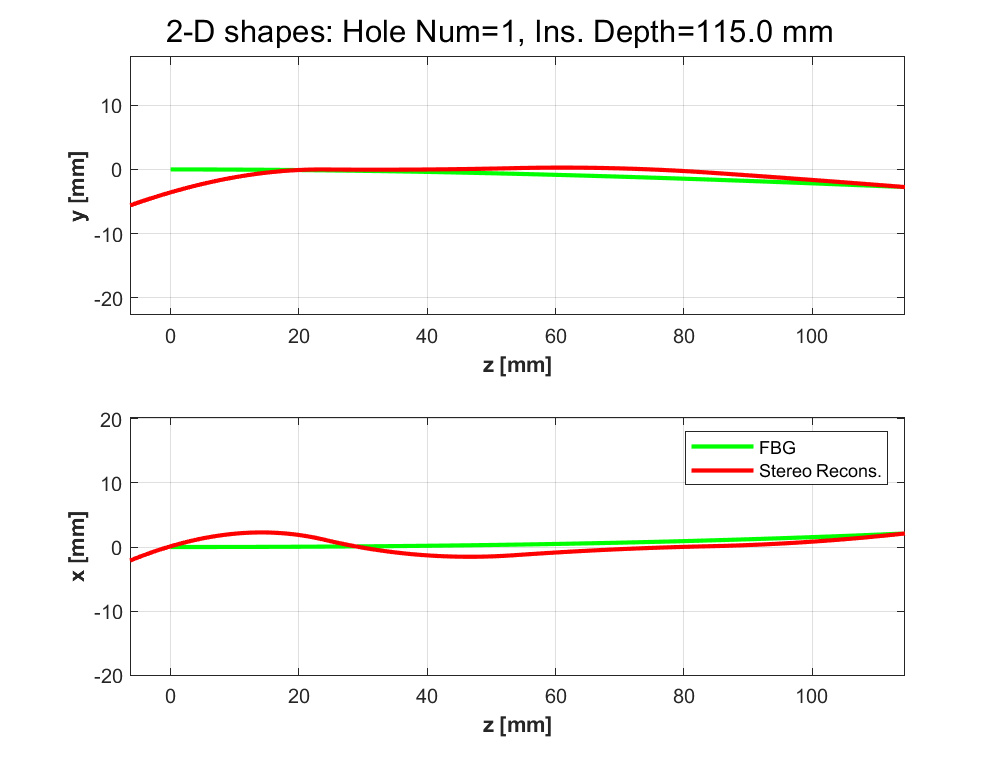 2-D shapes: Hole Num=1, Ins. Depth=115.0 mm
10
0
-10
-20
y [mm]
0 20 40 60 80 100
z [mm]
20
10
0
-10
-20
x [mm]
FBG
Stereo Recons.
0 20 40 60 80 100
z [mm]